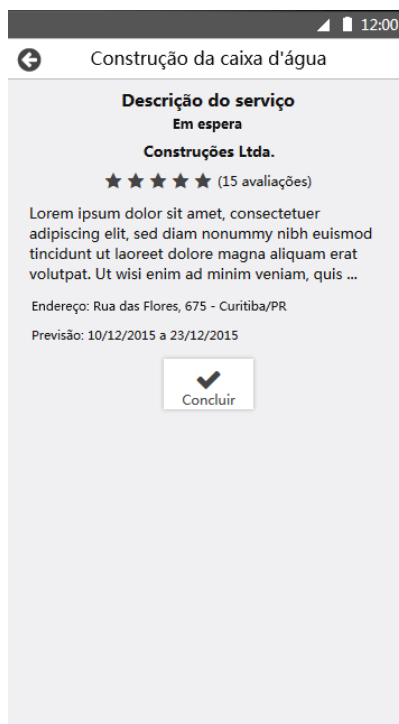 12:00
Construção da caixa d'água
Descrição do serviço
Em espera
Construções Ltda.
(15 avaliações)
Lorem ipsum dolor sit amet, consectetuer
adipiscing elit, sed diam nonummy nibh euismod
tincidunt ut laoreet dolore magna aliquam erat
volutpat. Ut wisi enim ad minim veniam, quis ...
Endereço: Rua das Flores, 675 - Curitiba/PR
Previsão: 10/12/2015 a 23/12/2015
Concluir